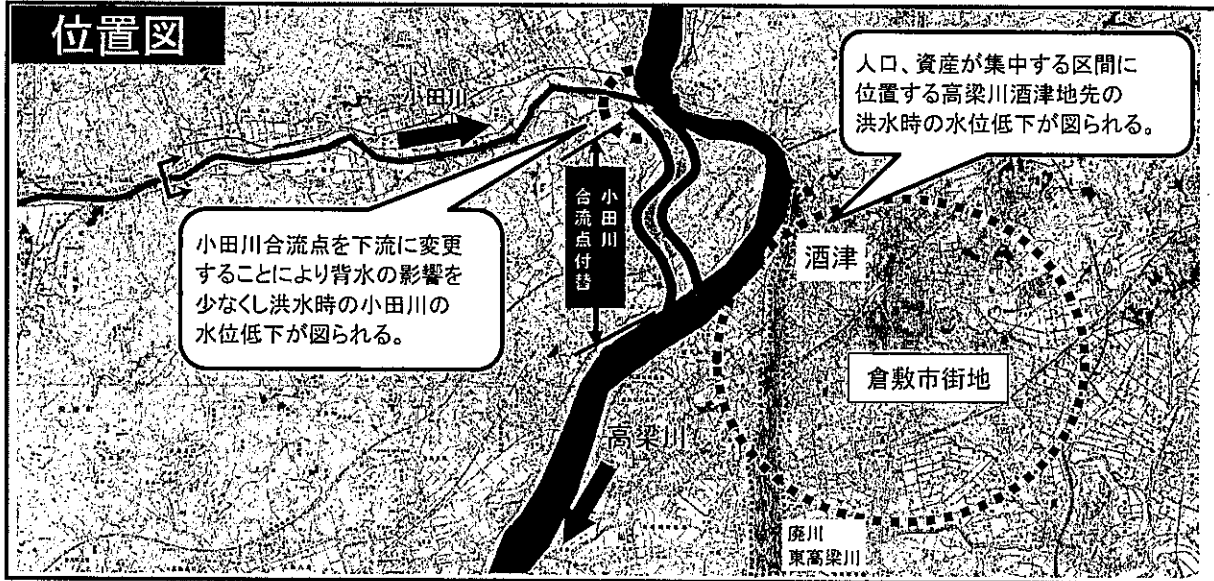 位置図
小田川
人口、資産が集中する区間に
位置する高梁川酒津地先の
洪水時の水位低下が図られる。
小田川
合流点付替
小田川合流点を下流に変更
することにより背水の影響を
少なくし洪水時の小田川の
水位低下が図られる。
酒津
倉敷市街地
高梁川
廃川
東高梁川